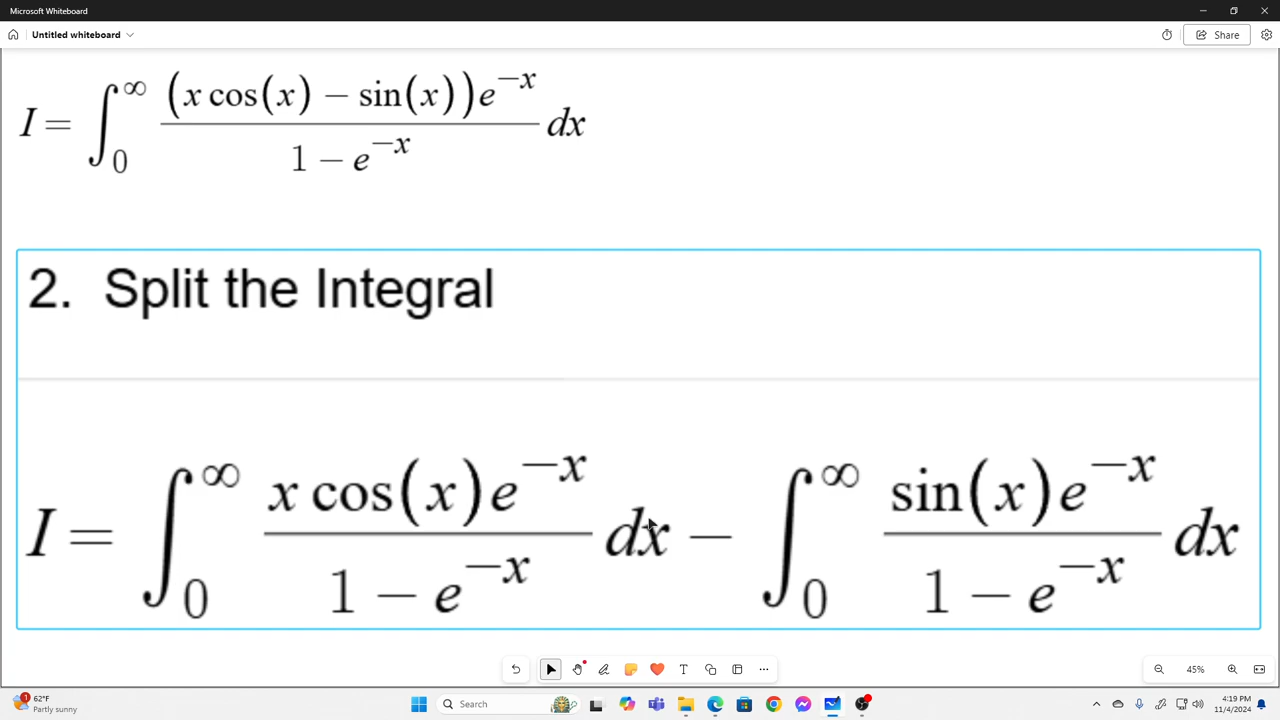 Microsoft Whiteboard
Untitled whiteboard
Share
I = ∫₀^∞ (x cos(x) − sin(x))e^−x / 1 − e^−x dx
2. Split the Integral
I = ∫₀^∞ x cos(x)e^−x / 1 − e^−x dx − ∫₀^∞ sin(x)e^−x / 1 − e^−x dx
T
45%
1
62°F
Partly sunny
Search
4:19 PM
11/4/2024